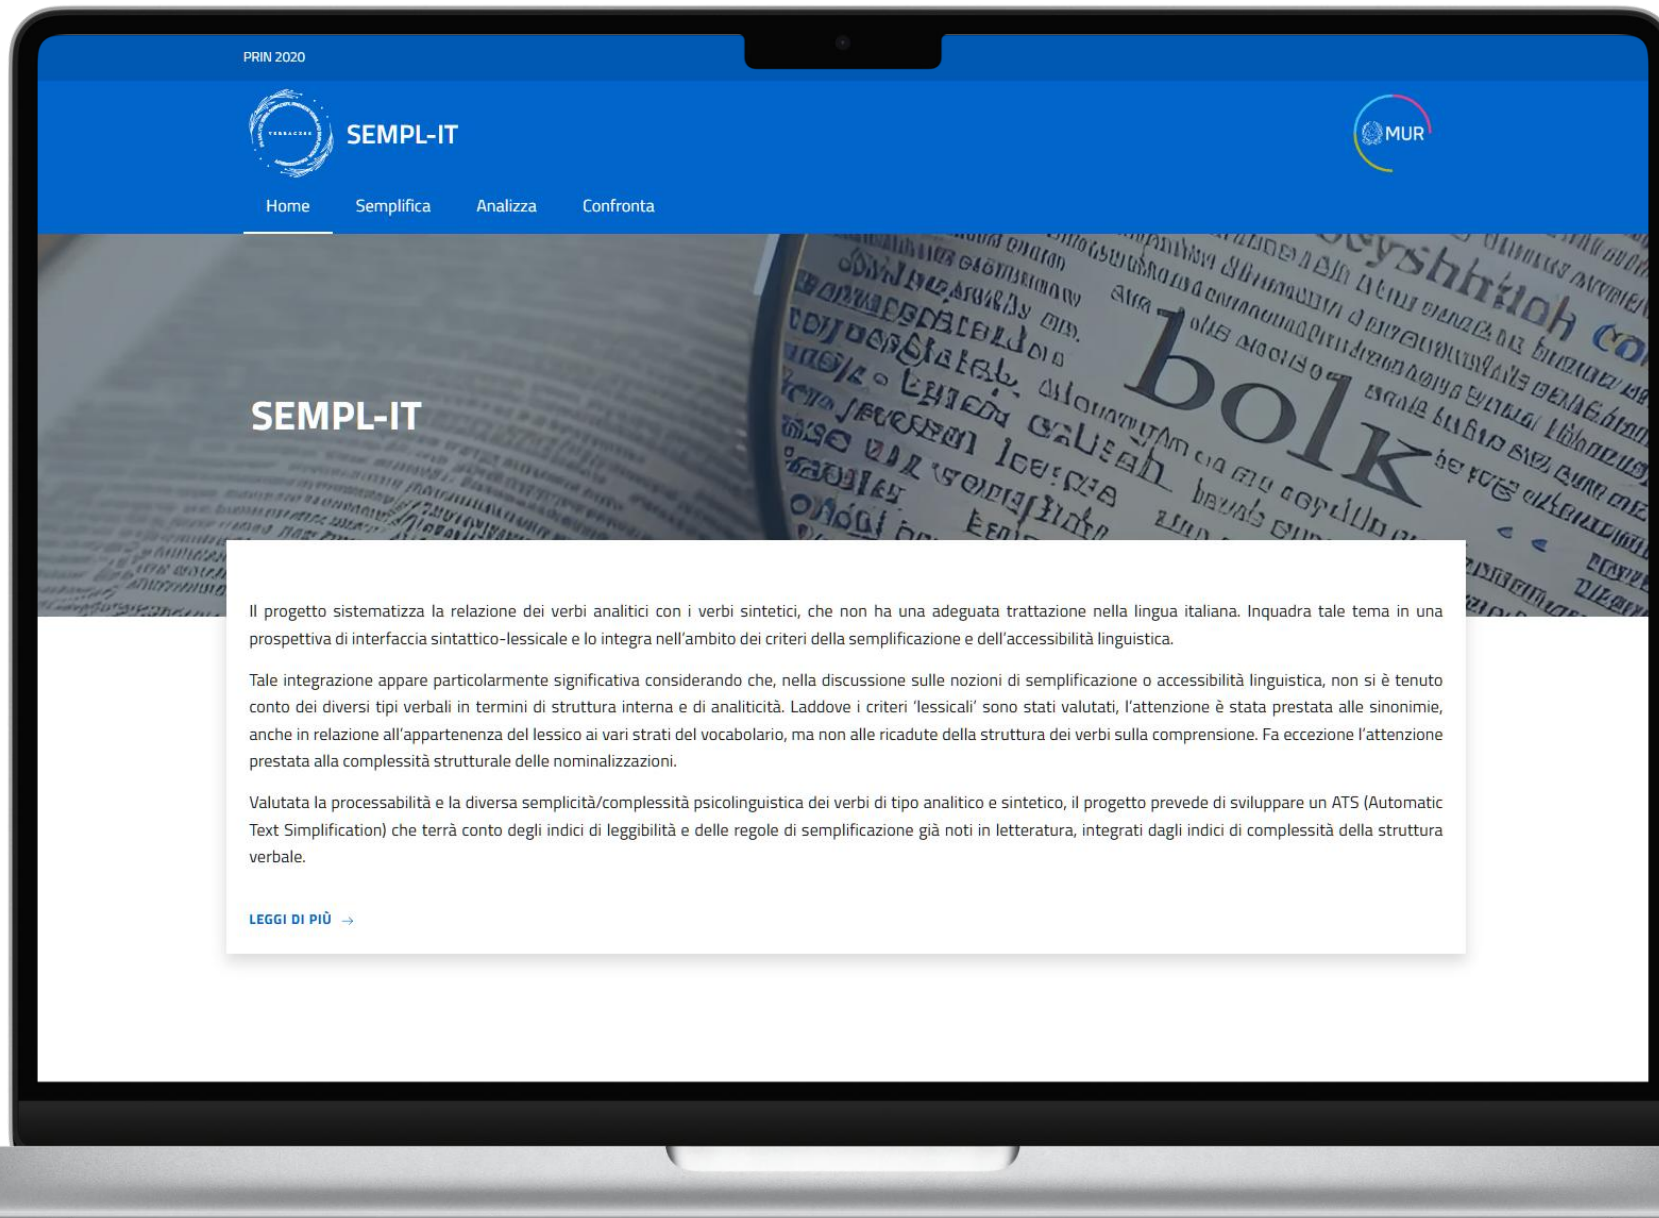 PRIN 2020
VERBACXSS
SEMPL-IT
MUR
Home Semplifica Analizza Confronta
SEMPL-IT
bolk
Il progetto sistematizza la relazione dei verbi analitici con i verbi sintetici, che non ha una adeguata trattazione nella lingua italiana. Inquadra tale tema in una
prospettiva di interfaccia sintattico-lessicale e lo integra nell'ambito dei criteri della semplificazione e dell'accessibilità linguistica.
Tale integrazione appare particolarmente significativa considerando che, nella discussione sulle nozioni di semplificazione o accessibilità linguistica, non si è tenuto
conto dei diversi tipi verbali in termini di struttura interna e di analiticità. Laddove i criteri 'lessicali' sono stati valutati, l'attenzione è stata prestata alle sinonimie,
anche in relazione all'appartenenza del lessico ai vari strati del vocabolario, ma non alle ricadute della struttura dei verbi sulla comprensione. Fa eccezione l'attenzione
prestata alla complessità strutturale delle nominalizzazioni.
Valutata la processabilità e la diversa semplicità/complessità psicolinguistica dei verbi di tipo analitico e sintetico, il progetto prevede di sviluppare un ATS (Automatic
Text Simplification) che terrà conto degli indici di leggibilità e delle regole di semplificazione già noti in letteratura, integrati dagli indici di complessità della struttura
verbale.
LEGGI DI PIÙ →